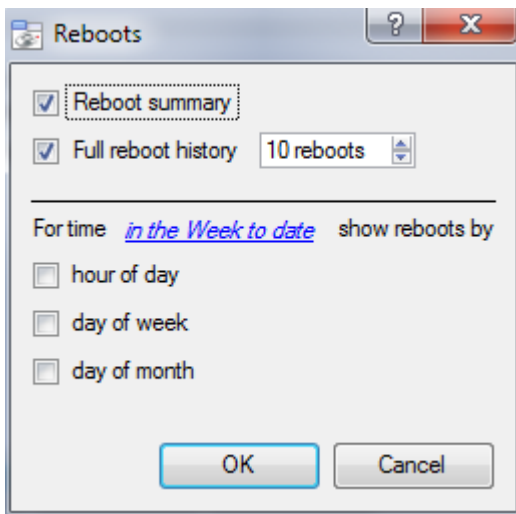 Reboots
Reboot summary
Full reboot history 10 reboots
For time in the Week to date show reboots by
hour of day
day of week
day of month
OK Cancel